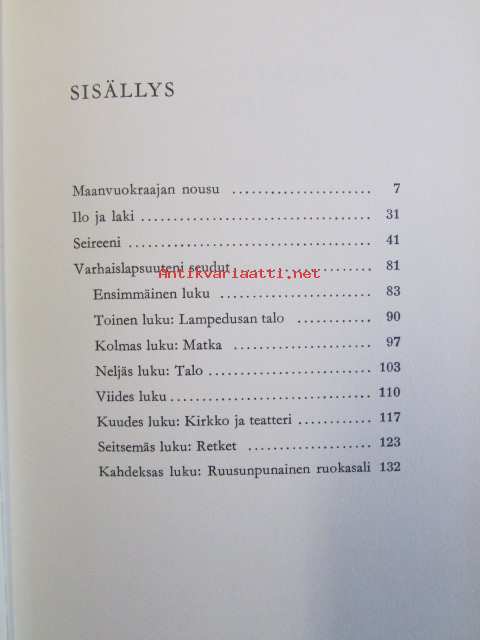 SISÄLLYS
Maanvuokraajan nousu ..................... 7
Ilo ja laki ................................... 31
Seireeni ..................................... 41
Varhaislapsuuteni seudut ..................... 81
Antikvariaatti.net
Ensimmäinen luku ....................... 83
Toinen luku: Lampedusan talo ............ 90
Kolmas luku: Matka ..................... 97
Neljäs luku: Talo ........................ 103
Viides luku .............................. 110
Kuudes luku: Kirkko ja teatteri ........... 117
Seitsemäs luku: Retket .................. 123
Kahdeksas luku: Ruusunpunainen ruokasali 132